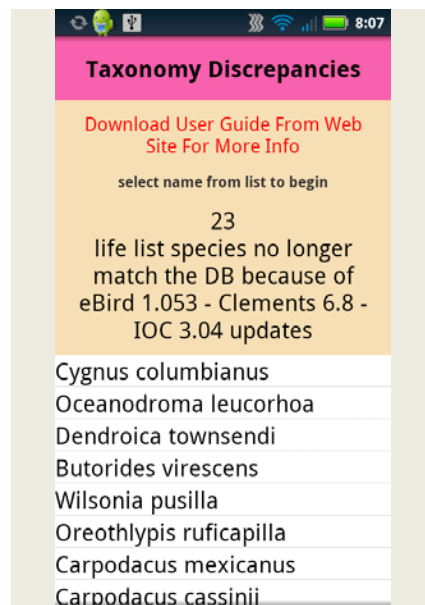 8:07
Taxonomy Discrepancies
Download User Guide From Web
Site For More Info
select name from list to begin
23
life list species no longer
match the DB because of
eBird 1.053 - Clements 6.8 -
IOC 3.04 updates
Cygnus columbianus
Oceanodroma leucorhoa
Dendroica townsendi
Butorides virescens
Wilsonia pusilla
Oreothlypis ruficapilla
Carpodacus mexicanus
Carpodacus cassinii